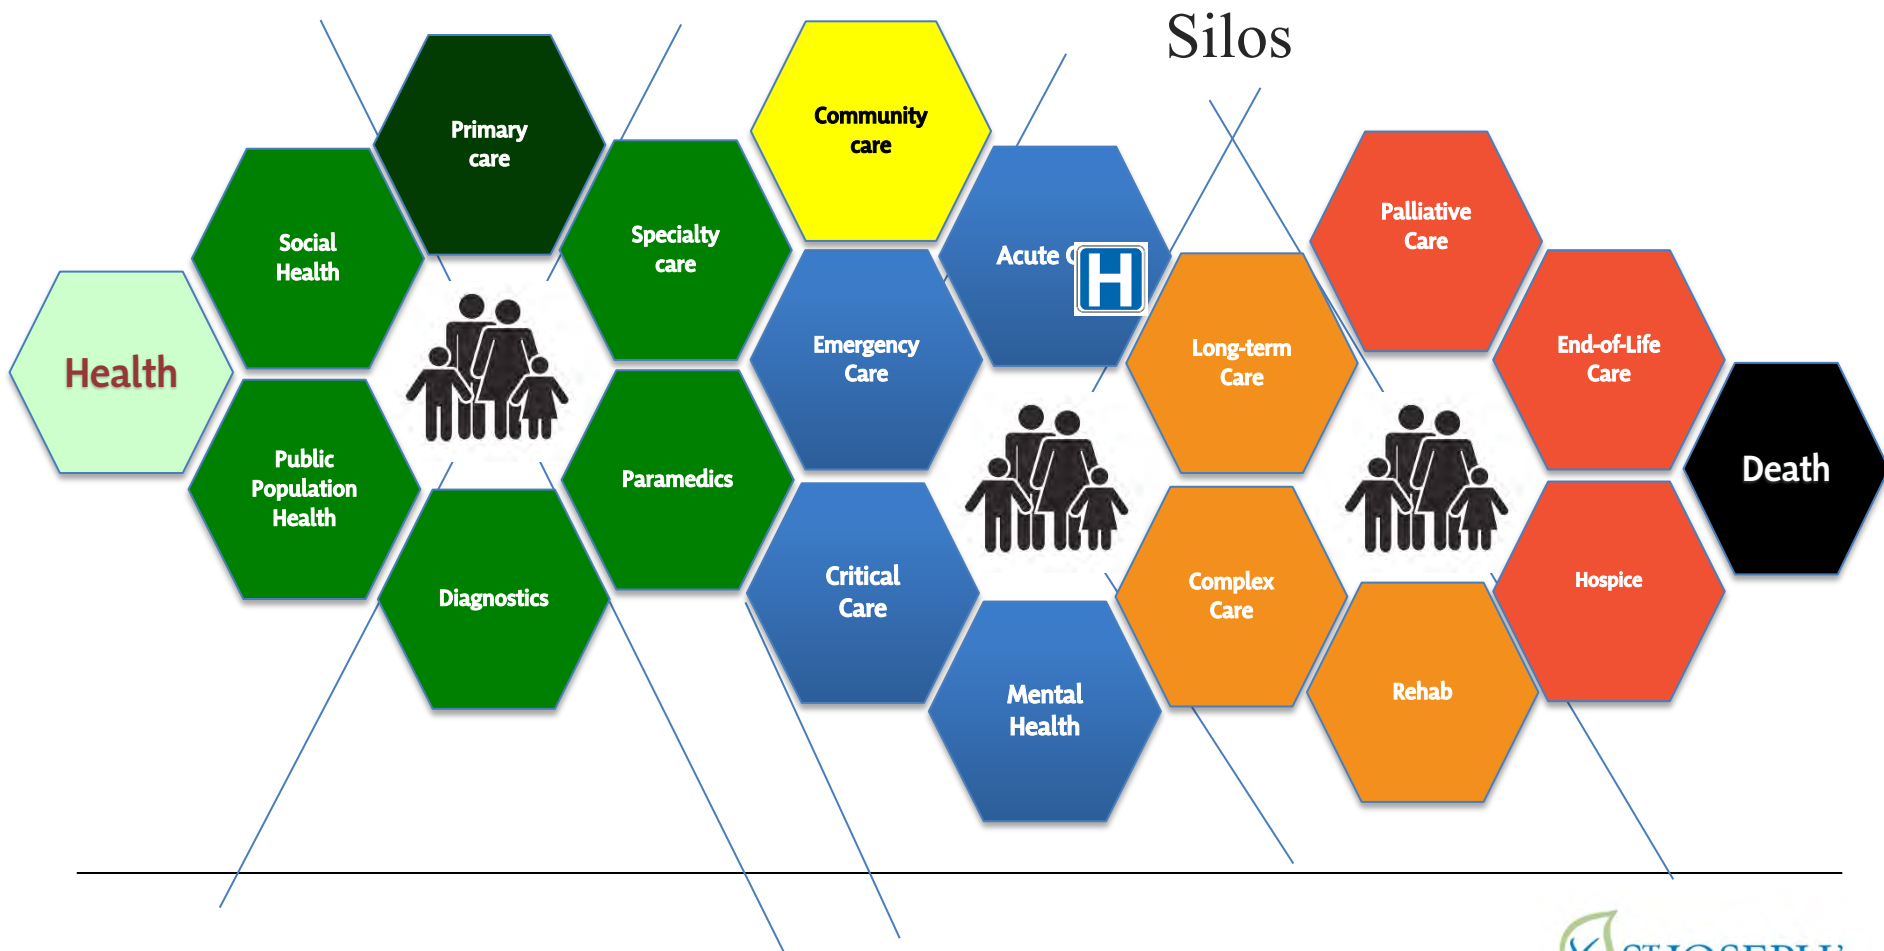 Silos
Primary
care
Community
care
Social
Health
Specialty
care
Palliative
Care
Acute
H
Health
Emergency
Care
Long-term
Care
End-of-Life
Care
Public
Population
Health
Paramedics
Death
Diagnostics
Critical
Care
Complex
Care
Hospice
Mental
Health
Rehab